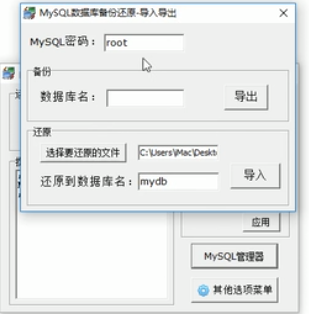 MySQL数据库备份还原-导入导出
MySQL密码： root
备份
数据库名：
导出
还原
选择要还原的文件 C:\Users\Mac\Deskt
还原到数据库名： mydb
导入
应用
MySQL管理器
其他选项菜单